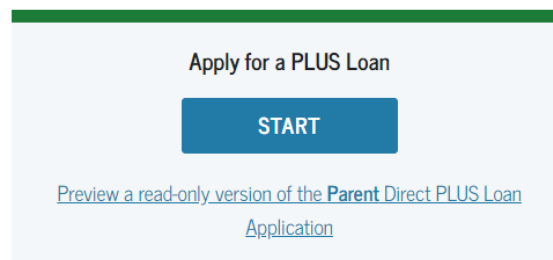 Apply for a PLUS Loan
START
Preview a read-only version of the Parent Direct PLUS Loan
Application